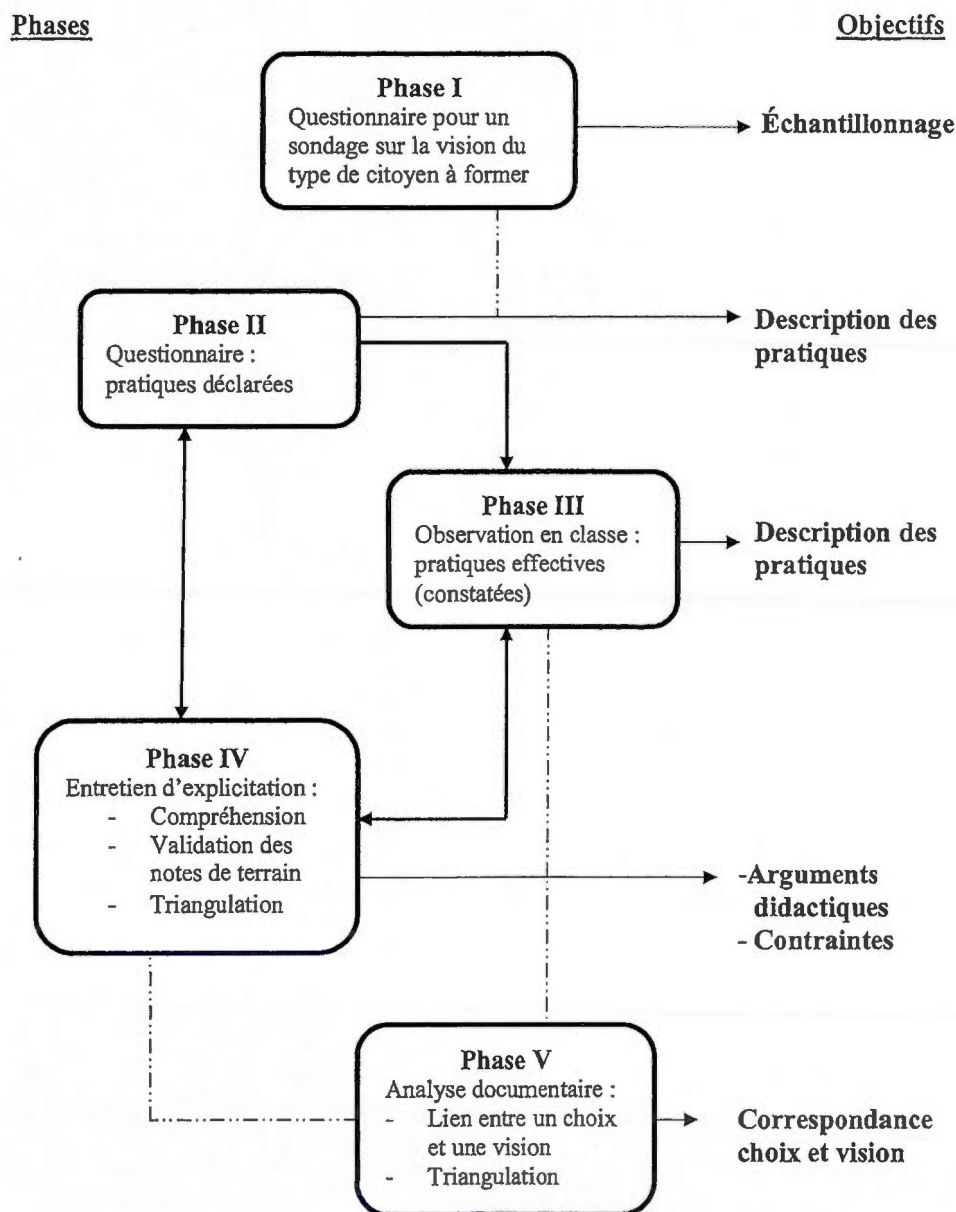 Phases
Objectifs
Phase I
Questionnaire pour un
sondage sur la vision du
type de citoyen à former
Échantillonnage
Phase II
Questionnaire :
pratiques déclarées
Description des
pratiques
Phase III
Observation en classe :
pratiques effectives
(constatées)
Description des
pratiques
Phase IV
Entretien d'explicitation :
- Compréhension
- Validation des
notes de terrain
- Triangulation
-Arguments
didactiques
- Contraintes
Phase V
Analyse documentaire :
- Lien entre un choix
et une vision
- Triangulation
Correspondance
choix et vision